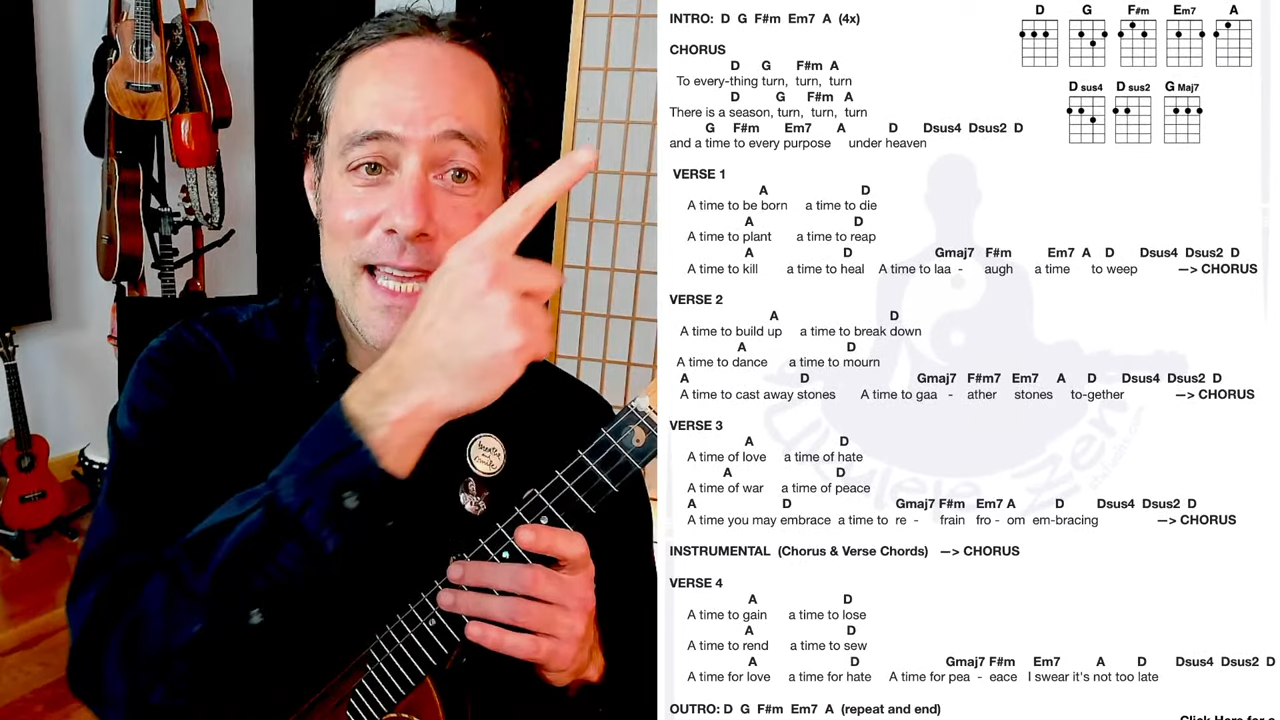 INTRO: D G F#m Em7 A (4x)
D G F#m Em7 A
D sus4 D sus2 G Maj7
CHORUS
D G F#m A
To every-thing turn, turn, turn
D G F#m A
There is a season, turn, turn, turn
G F#m Em7 A D Dsus4 Dsus2 D
and a time to every purpose under heaven
VERSE 1
A D
A time to be born a time to die
A D
A time to plant a time to reap
A D Gmaj7 F#m Em7 A D Dsus4 Dsus2 D
A time to kill a time to heal A time to laa - augh a time to weep —> CHORUS
VERSE 2
A D
A time to build up a time to break down
A D
A time to dance a time to mourn
A D Gmaj7 F#m7 Em7 A D Dsus4 Dsus2 D
A time to cast away stones A time to gaa - ather stones to-gether —> CHORUS
VERSE 3
A D
A time of love a time of hate
A D
A time of war a time of peace
A D Gmaj7 F#m Em7 A D Dsus4 Dsus2 D
A time you may embrace a time to re - frain fro - om em-bracing —> CHORUS
INSTRUMENTAL (Chorus & Verse Chords) —> CHORUS
VERSE 4
A D
A time to gain a time to lose
A D
A time to rend a time to sew
A D Gmaj7 F#m Em7 A D Dsus4 Dsus2 D
A time for love a time for hate A time for pea - eace I swear it's not too late
OUTRO: D G F#m Em7 A (repeat and end)
breathe
and
smile
Ukulele Zen